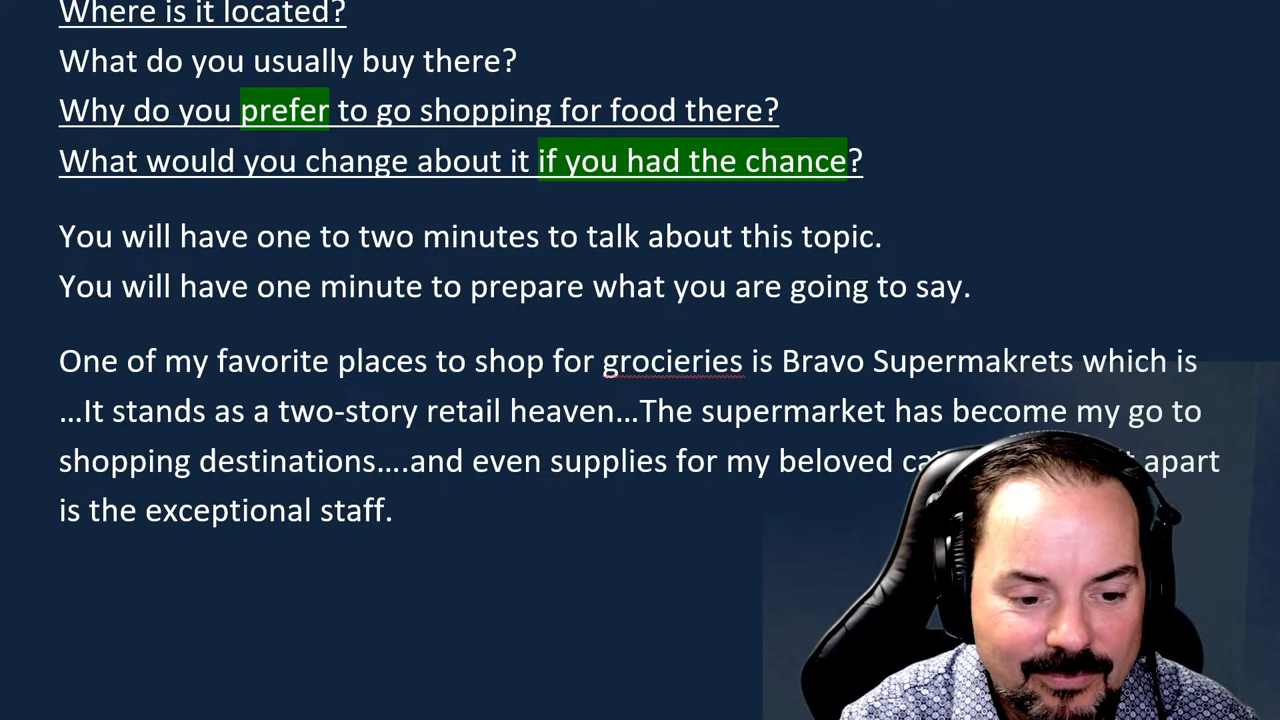 Where is it located?
What do you usually buy there?
Why do you prefer to go shopping for food there?
What would you change about it if you had the chance?
You will have one to two minutes to talk about this topic.
You will have one minute to prepare what you are going to say.
One of my favorite places to shop for grocieries is Bravo Supermakrets which is
…It stands as a two-story retail heaven…The supermarket has become my go to
shopping destinations….and even supplies for my beloved apart
is the exceptional staff.